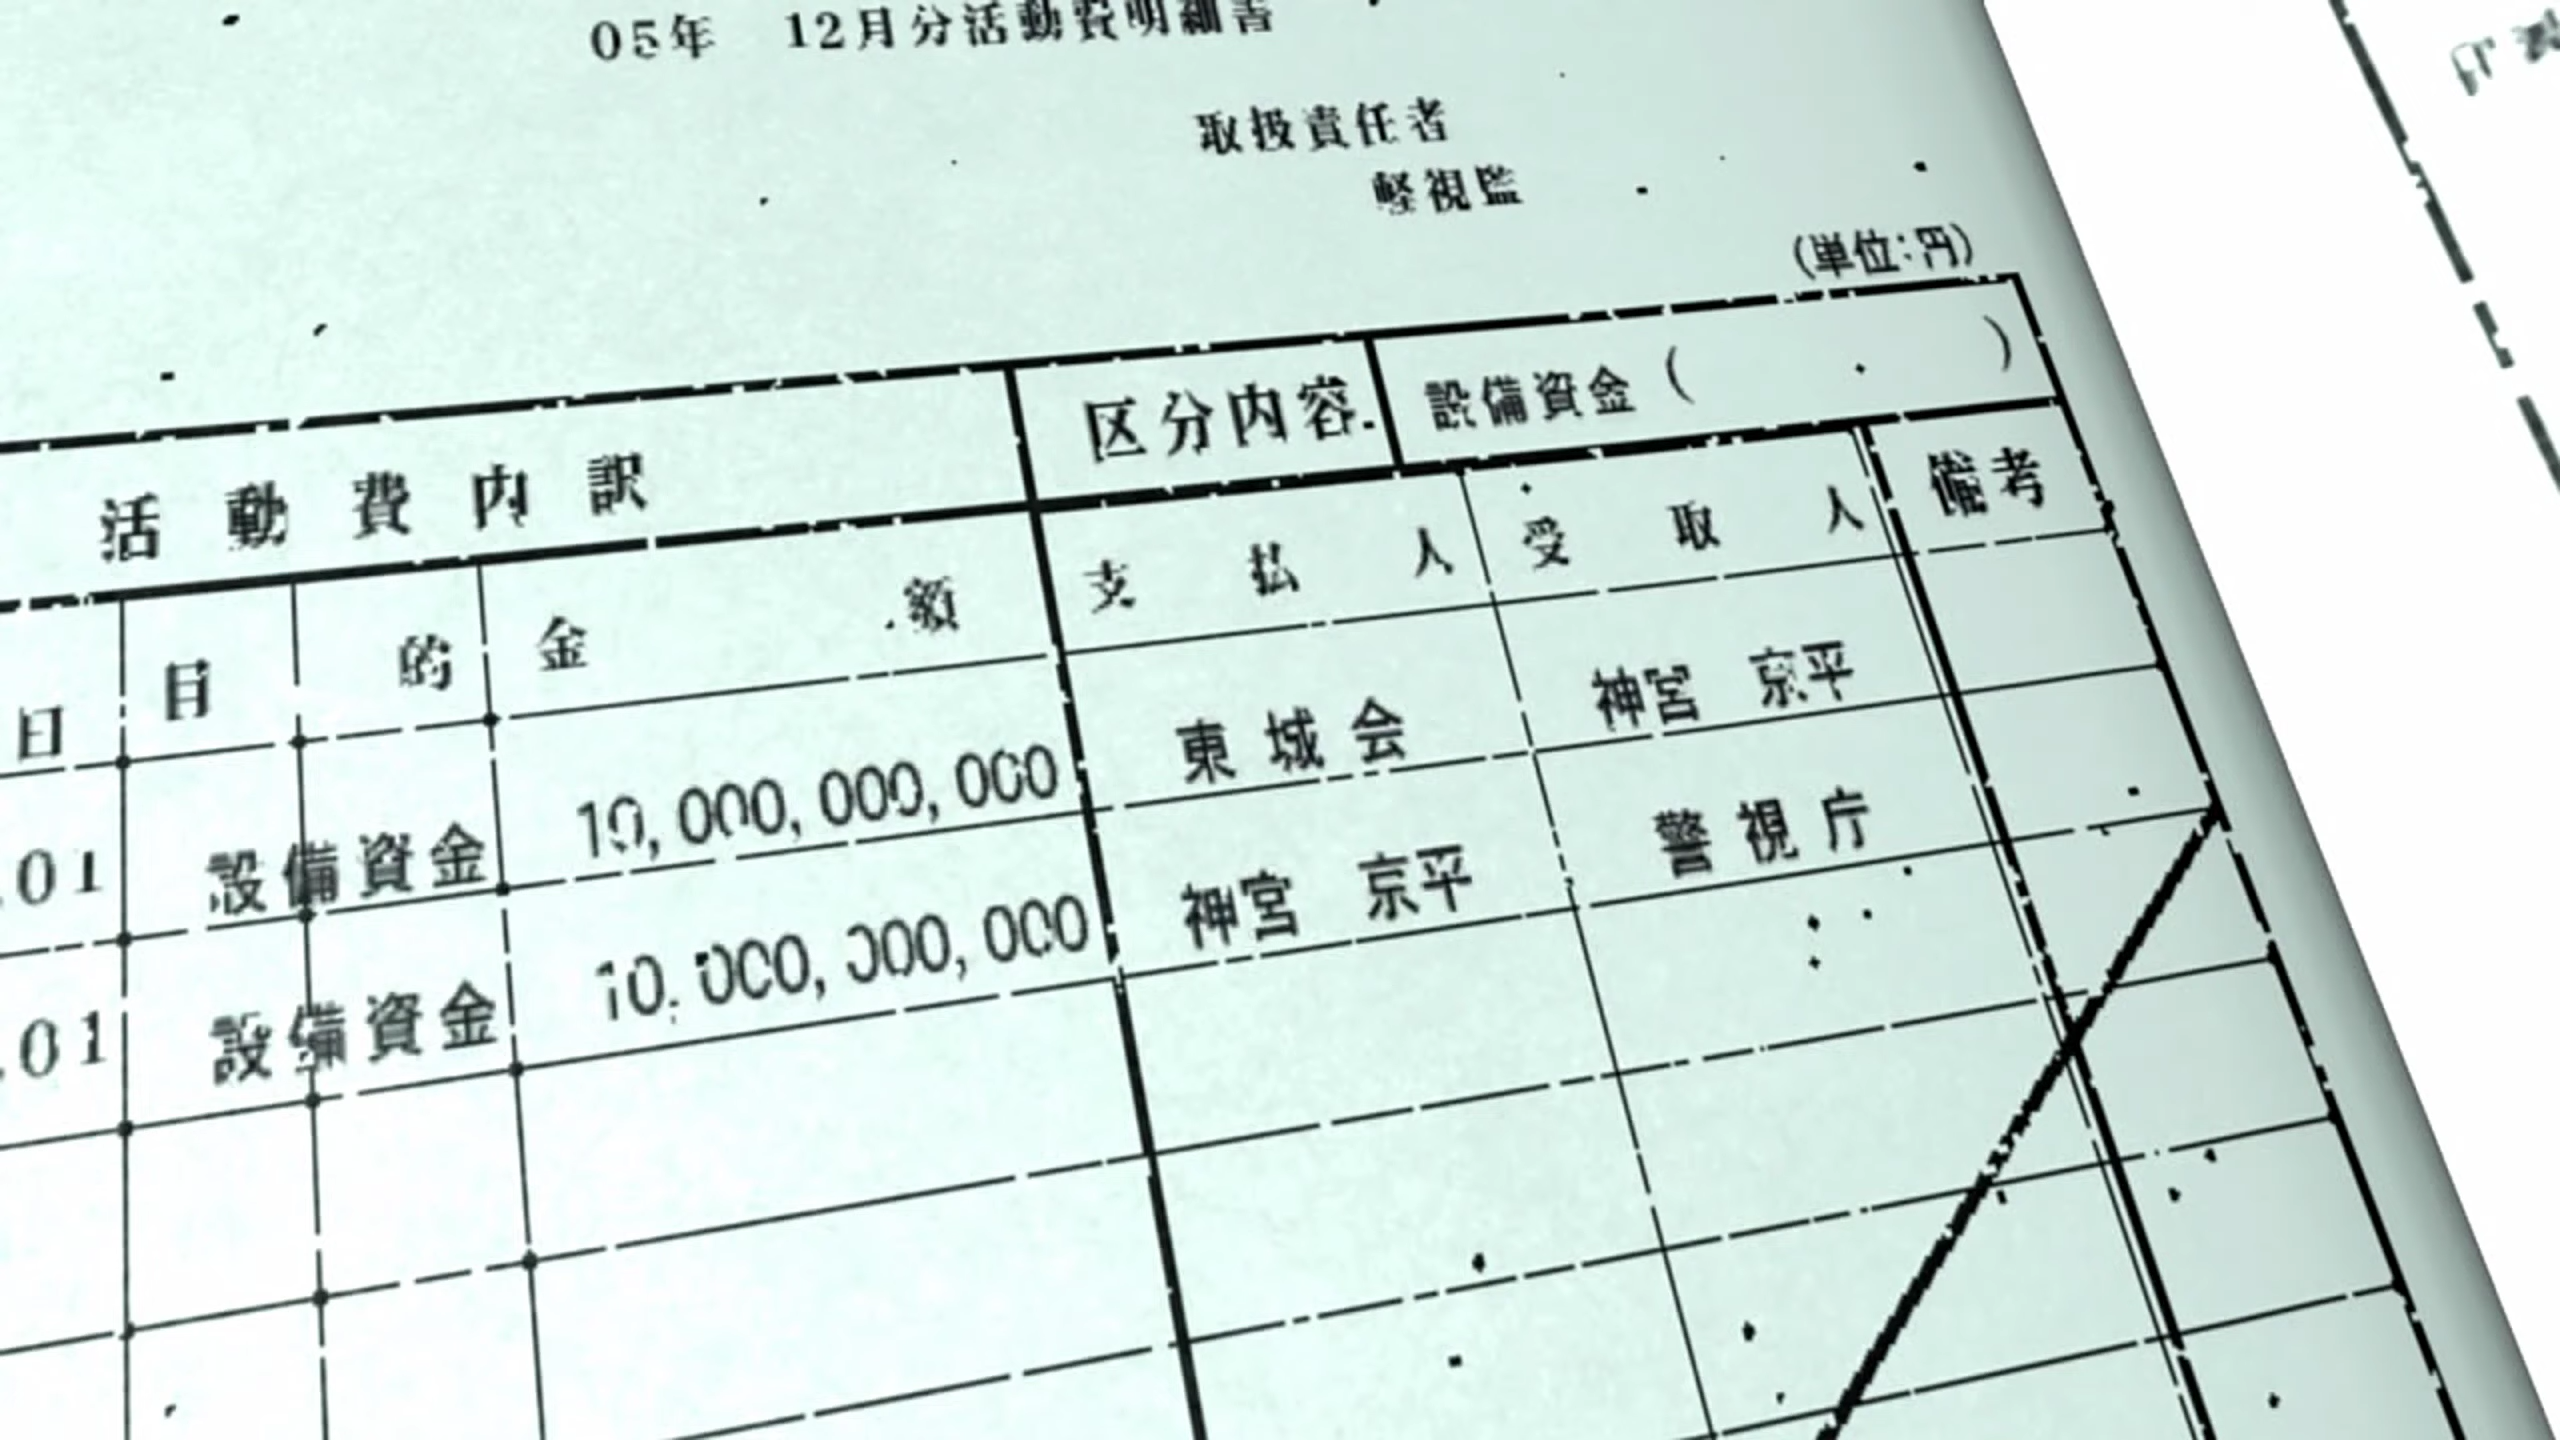 05年 12月分活動費明細書
取扱責任者
軽視監
(単位:円)
活動費内訳 区分内容 設備資金 ( )
日 目的 金額 支払人 受取人 備考
.01 設備資金 10,000,000,000 東城会 神宮 京平
.01 設備資金 10,000,000,000 神宮 京平 警視庁